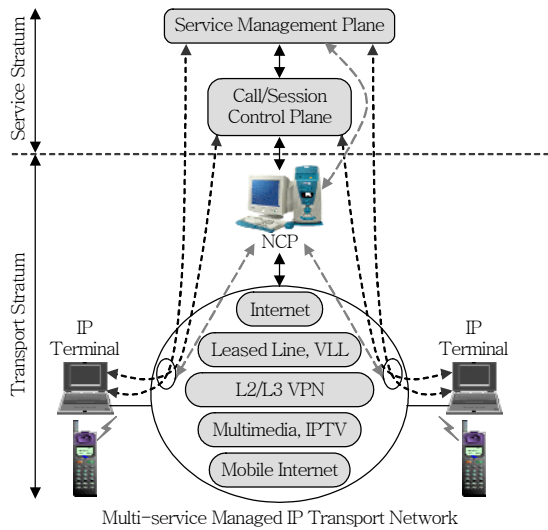 Service Management Plane
Service Stratum
Call/Session
Control Plane
NCP
Transport Stratum
Internet
IP
Terminal
IP
Terminal
Leased Line, VLL
L2/L3 VPN
Multimedia, IPTV
Mobile Internet
Multi-service Managed IP Transport Network